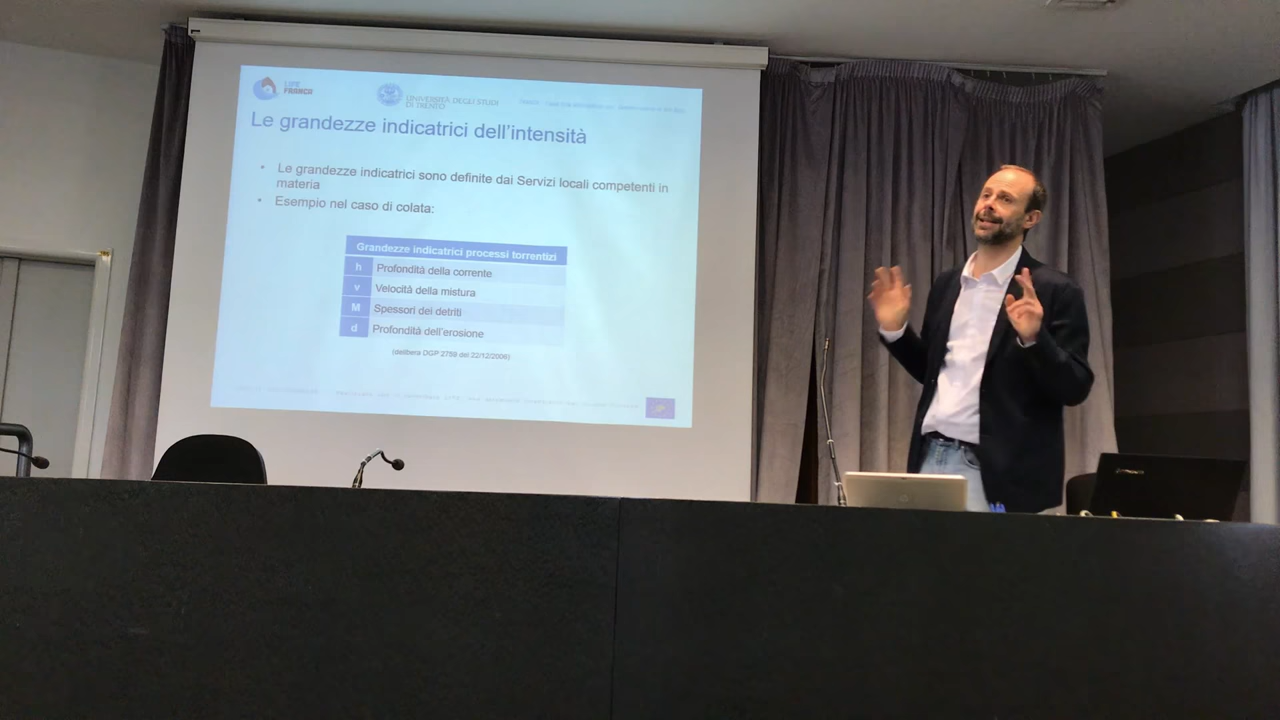 LIFE
FRANCA
UNIVERSITÀ DEGLI STUDI
DI TRENTO
Le grandezze indicatrici dell'intensità
• Le grandezze indicatrici sono definite dai Servizi locali competenti in
materia
• Esempio nel caso di colata:
Grandezze indicatrici processi torrentizi
h Profondità della corrente
v Velocità della mistura
M Spessori dei detriti
d Profondità dell'erosione
(delibera DGP 2759 del 22/12/2006)